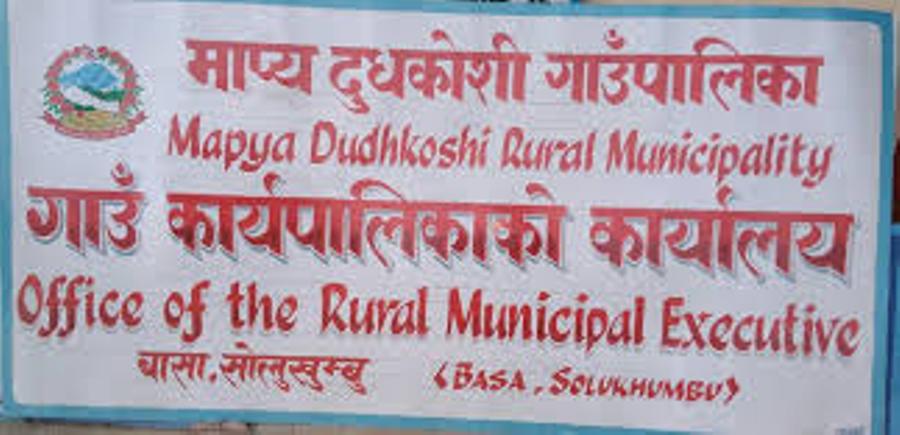 माप्य दुधकोशी गाउँपालिका
Mapya Dudhkoshi Rural Municipality
गाउँ कार्यपालिकाको कार्यालय
Office of the Rural Municipal Executive
बासा, सोलुखुम्बु (BASA, SOLUKHUMBU)